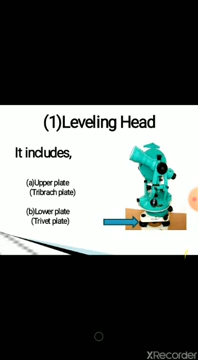 (1)Leveling Head
It includes,
(a)Upper plate
(Tribrach plate)
(b)Lower plate
(Trivet plate)
XRecorder